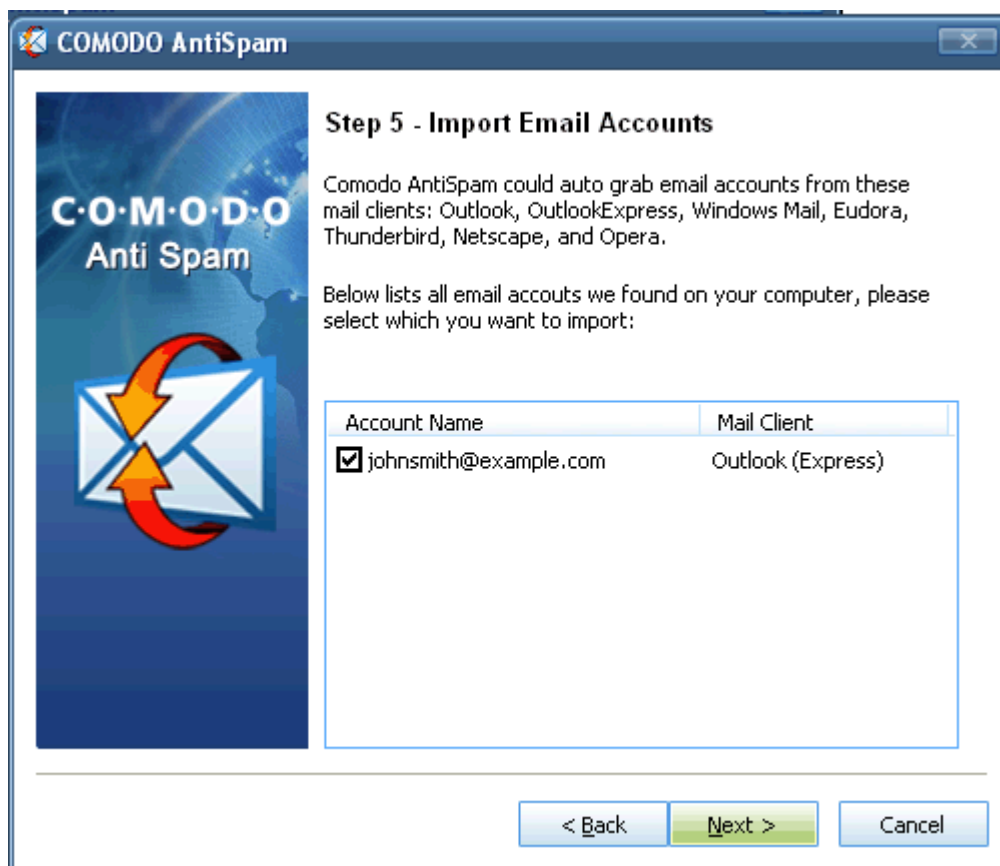 COMODO AntiSpam
C·O·M·O·D·O
Anti Spam
Step 5 - Import Email Accounts
Comodo AntiSpam could auto grab email accounts from these
mail clients: Outlook, OutlookExpress, Windows Mail, Eudora,
Thunderbird, Netscape, and Opera.
Below lists all email accouts we found on your computer, please
select which you want to import:
Account Name Mail Client
johnsmith@example.com Outlook (Express)
< Back Next > Cancel